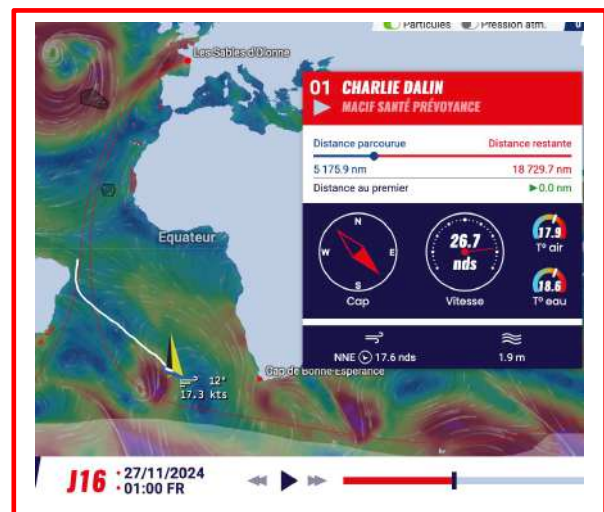 Particules Pression atm. 0
Les Sables d'Olonne
01 CHARLIE DALIN
MACIF SANTÉ PRÉVOYANCE
Distance parcourue Distance restante
5 175.9 nm 18 729.7 nm
Distance au premier ►0.0 nm
Equateur
N
W E
S
Cap
26.7
nds
Vitesse
17.9
T° air
18.6
T° eau
NNE 17.6 nds
1.9 m
Cap de Bonne-Espérance
12°
17.3 kts
J16 27/11/2024
01:00 FR